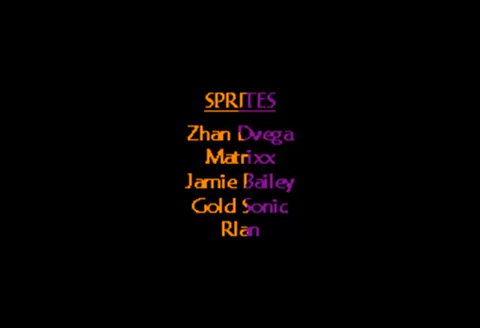 SPRITES
Zhan Dvega
Matrixx
Jamie Bailey
Gold Sonic
RIan